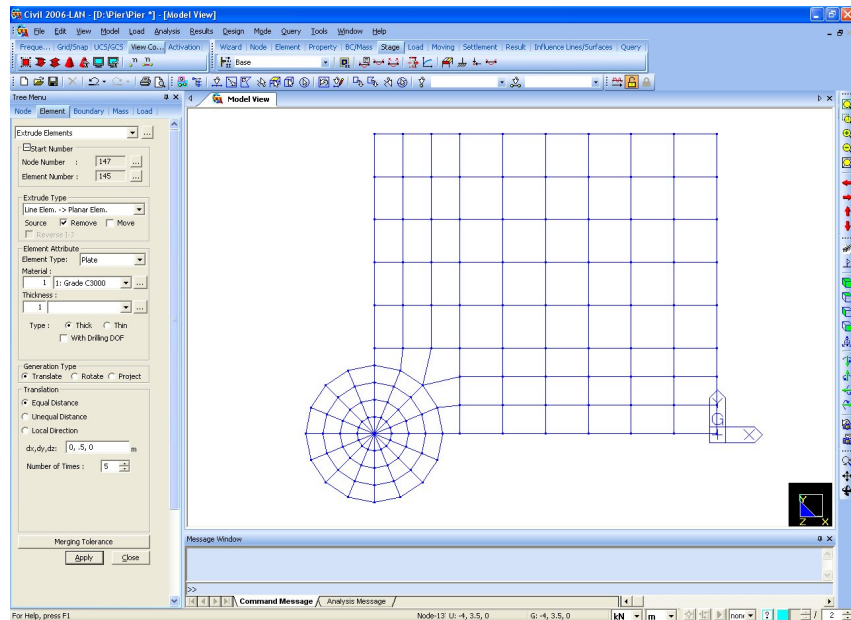 Civil 2006-LAN - [D:\Pier\Pier *] - [Model View]
File Edit View Model Load Analysis Results Design Mode Query Tools Window Help
Freque... Grid/Snap UCS/GCS View Co... Activation Wizard Node Element Property BC/Mass Stage Load Moving Settlement Result Influence Lines/Surfaces Query
Base
Tree Menu
Model View
Node Element Boundary Mass Load
Extrude Elements
Start Number
Node Number : 147
Element Number : 145
Extrude Type
Line Elem. -> Planar Elem.
Source Remove Move
Reverse I-J
Element Attribute
Element Type: Plate
Material :
1 1: Grade C3000
Thickness :
1
Type : Thick Thin
With Drilling DOF
Generation Type
Translate Rotate Project
Translation
Equal Distance
Unequal Distance
Local Direction
dx,dy,dz: 0, .5, 0 m
Number of Times : 5
Merging Tolerance
Apply Close
G
X
Y
Z X
Message Window
>>
Command Message Analysis Message
For Help, press F1
Node-13 U: -4, 3.5, 0 G: -4, 3.5, 0 kN m none ? / 2